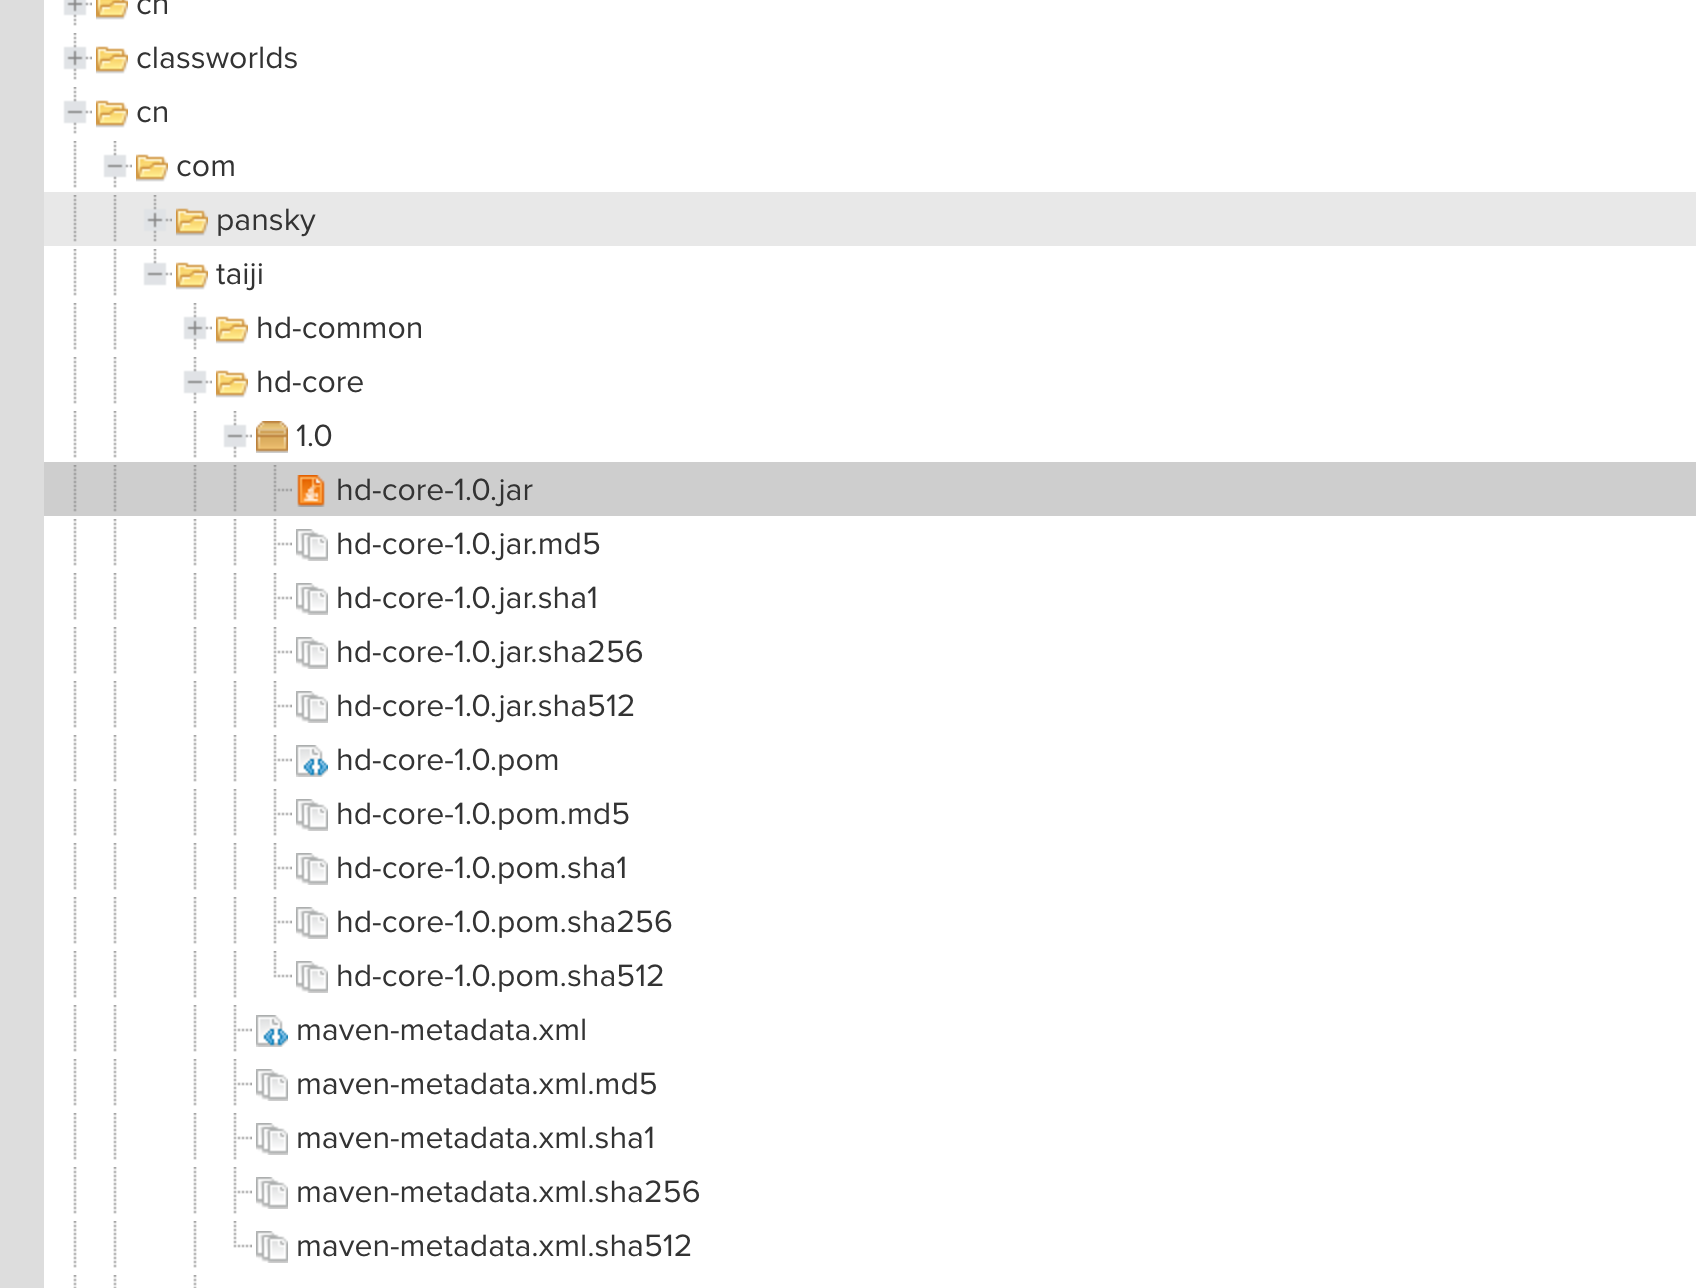 ch
classworlds
cn
com
pansky
taiji
hd-common
hd-core
1.0
hd-core-1.0.jar
hd-core-1.0.jar.md5
hd-core-1.0.jar.sha1
hd-core-1.0.jar.sha256
hd-core-1.0.jar.sha512
hd-core-1.0.pom
hd-core-1.0.pom.md5
hd-core-1.0.pom.sha1
hd-core-1.0.pom.sha256
hd-core-1.0.pom.sha512
maven-metadata.xml
maven-metadata.xml.md5
maven-metadata.xml.sha1
maven-metadata.xml.sha256
maven-metadata.xml.sha512